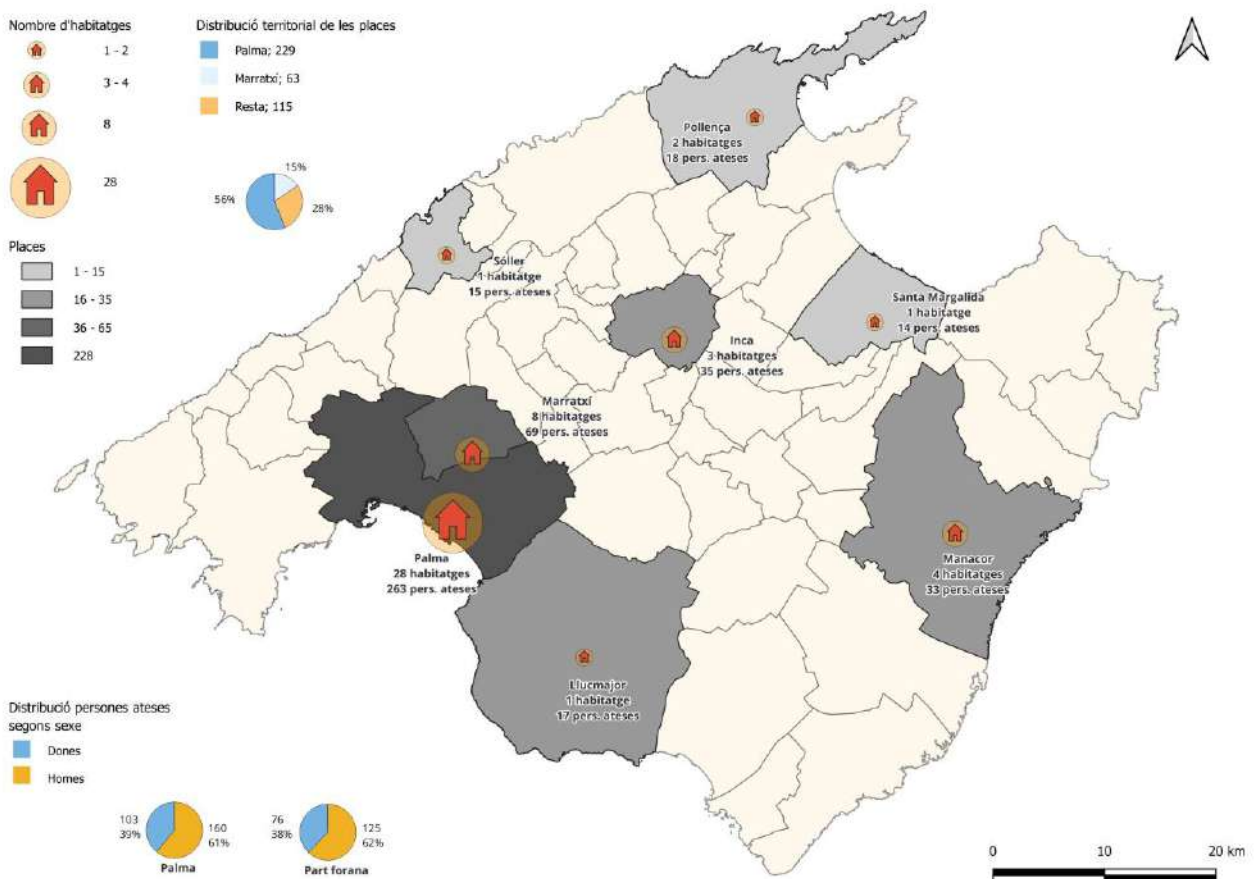 Nombre d'habitatges
1 - 2
3 - 4
8
28
Places
1 - 15
16 - 35
36 - 65
228
Distribució territorial de les places
Palma; 229
Marratxí; 63
Resta; 115
15%
56%
28%
Pollença
2 habitatges
18 pers. ateses
Sóller
1 habitatge
15 pers. ateses
Santa Margalida
1 habitatge
14 pers. ateses
Inca
3 habitatges
35 pers. ateses
Marratxí
8 habitatges
69 pers. ateses
Palma
28 habitatges
263 pers. ateses
Manacor
4 habitatges
33 pers. ateses
Llucmajor
1 habitatge
17 pers. ateses
Distribució persones ateses
segons sexe
Dones
Homes
103
39%
160
61%
Palma
76
38%
125
62%
Part forana
0 10 20 km